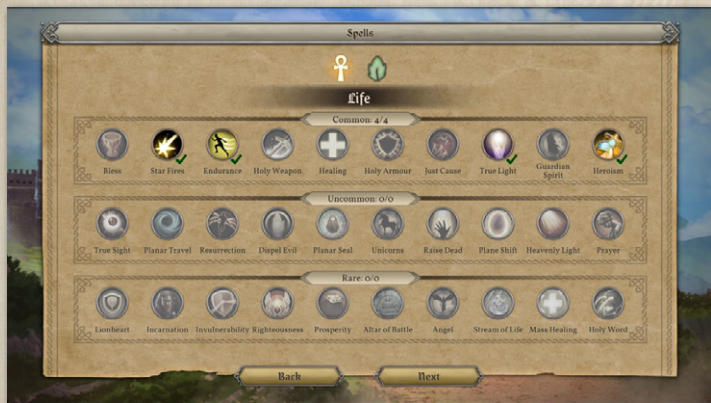 Spells
Life
Common: 4/4
Bless
Star Fires
Endurance
Holy Weapon
Healing
Holy Armour
Just Cause
True Light
Guardian
Spirit
Heroism
Uncommon: 0/0
True Sight
Planar Travel
Resurrection
Dispel Evil
Planar Seal
Unicorns
Raise Dead
Plane Shift
Heavenly Light
Prayer
Rare: 0/0
Lionheart
Incarnation
Invulnerability
Righteousness
Prosperity
Altar of Battle
Angel
Stream of Life
Mass Healing
Holy Word
Back
Next